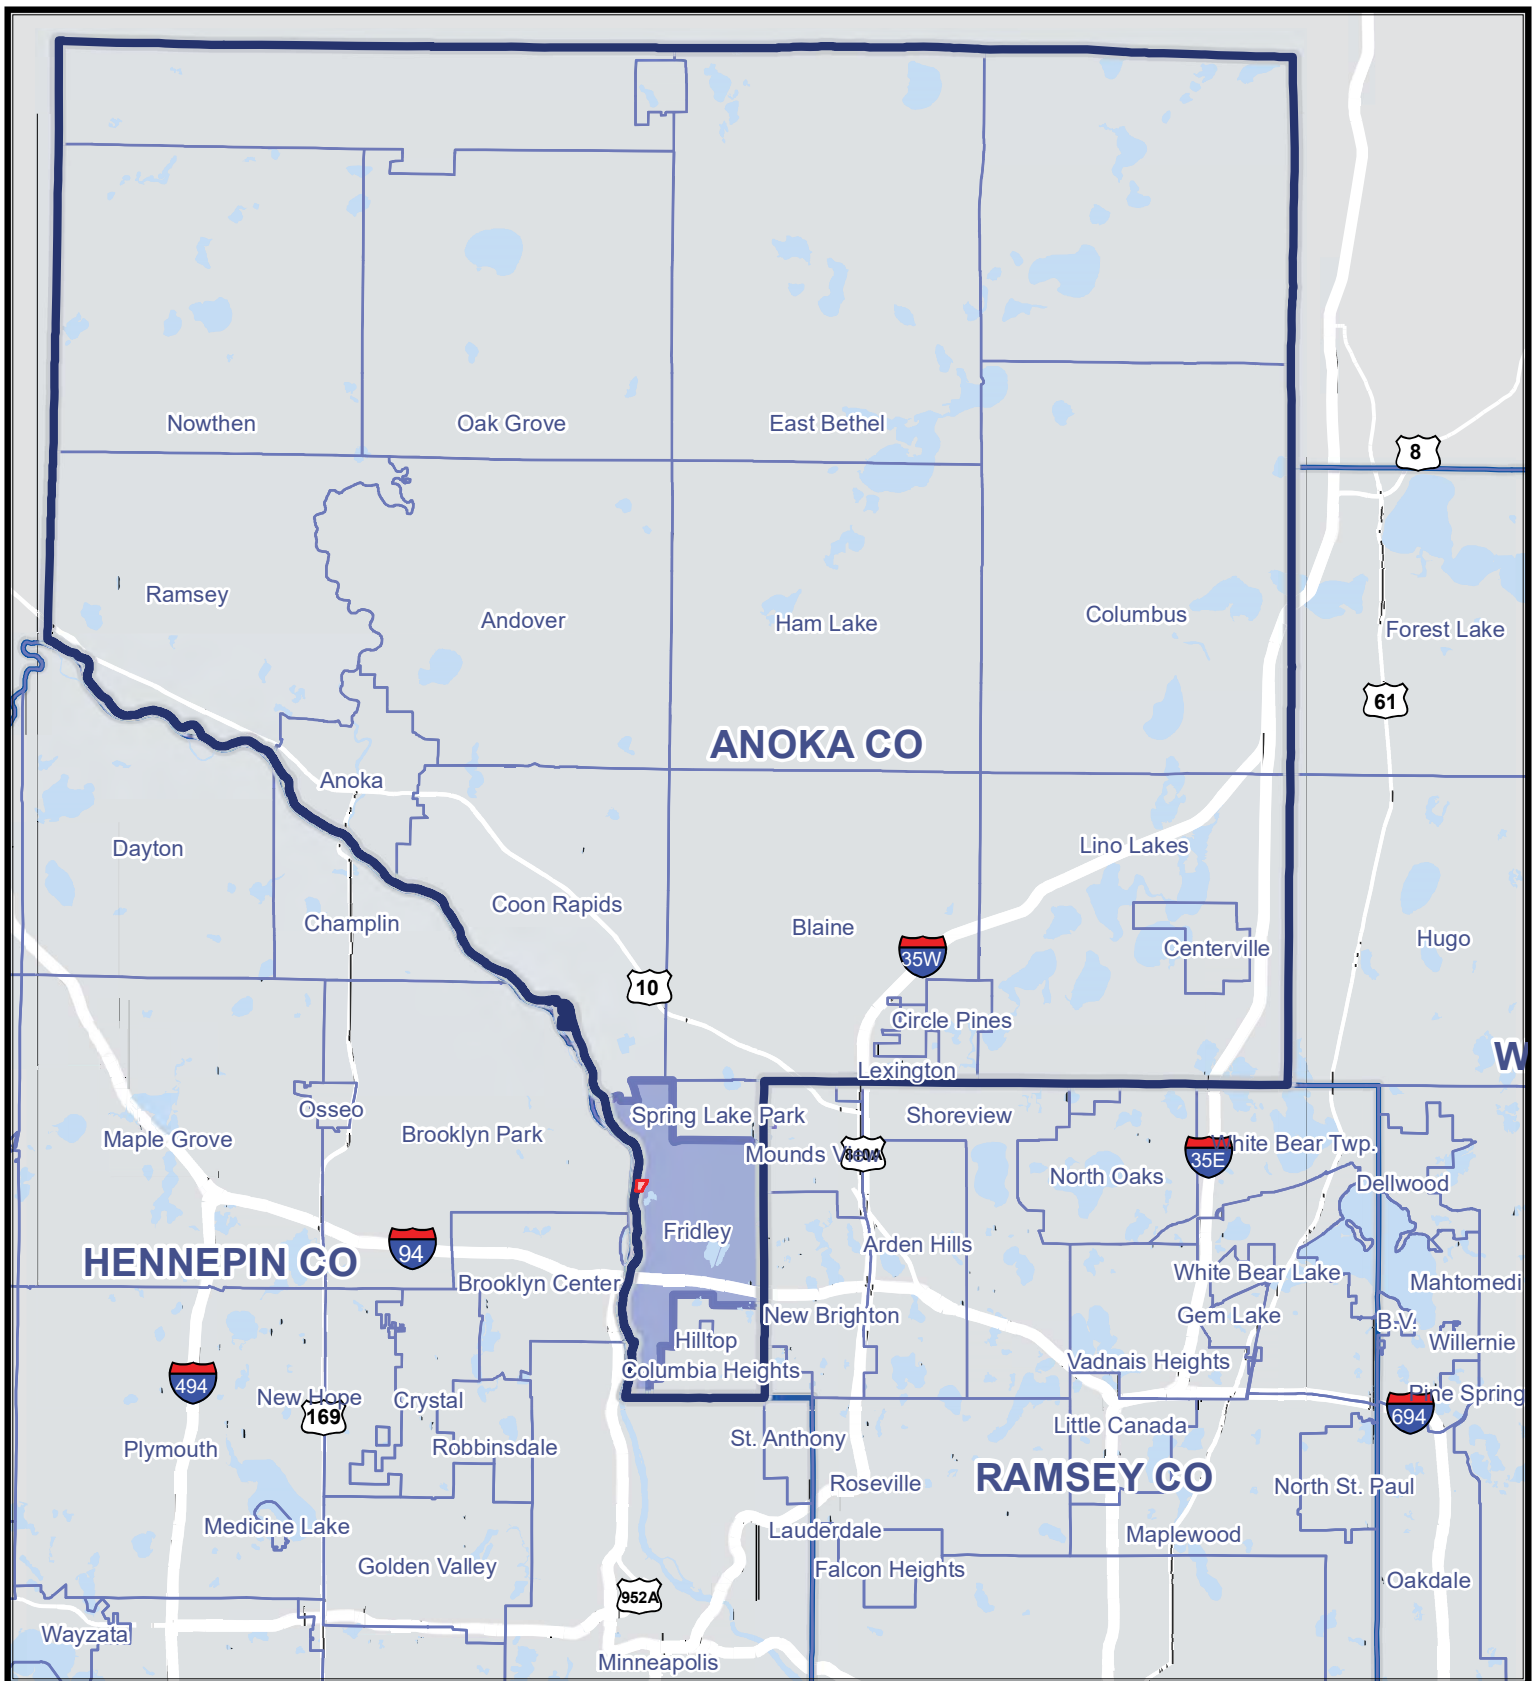 Nowthen
Oak Grove
East Bethel
8
Ramsey
Andover
Ham Lake
Columbus
Forest Lake
61
ANOKA CO
Anoka
Dayton
Lino Lakes
Coon Rapids
Champlin
Blaine
35W
Centerville
Hugo
10
Circle Pines
W
Lexington
Osseo
Spring Lake Park
Shoreview
Maple Grove
Brooklyn Park
Mounds View
35E
White Bear Twp.
North Oaks
Dellwood
Fridley
Arden Hills
HENNEPIN CO
94
Brooklyn Center
White Bear Lake
Mahtomedi
New Brighton
Gem Lake
B.V.
Hilltop
Willernie
Columbia Heights
Vadnais Heights
494
New Hope
Crystal
Pine Spring
169
694
Little Canada
Plymouth
Robbinsdale
St. Anthony
Roseville
RAMSEY CO
North St. Paul
Medicine Lake
Lauderdale
Maplewood
Golden Valley
Falcon Heights
Oakdale
952A
Wayzata
Minneapolis